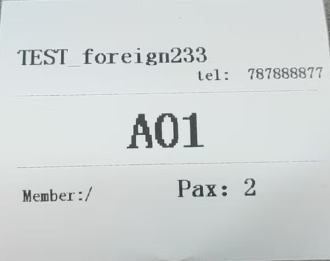 TEST_foreign233
tel: 787888877
A01
Member:/
Pax: 2